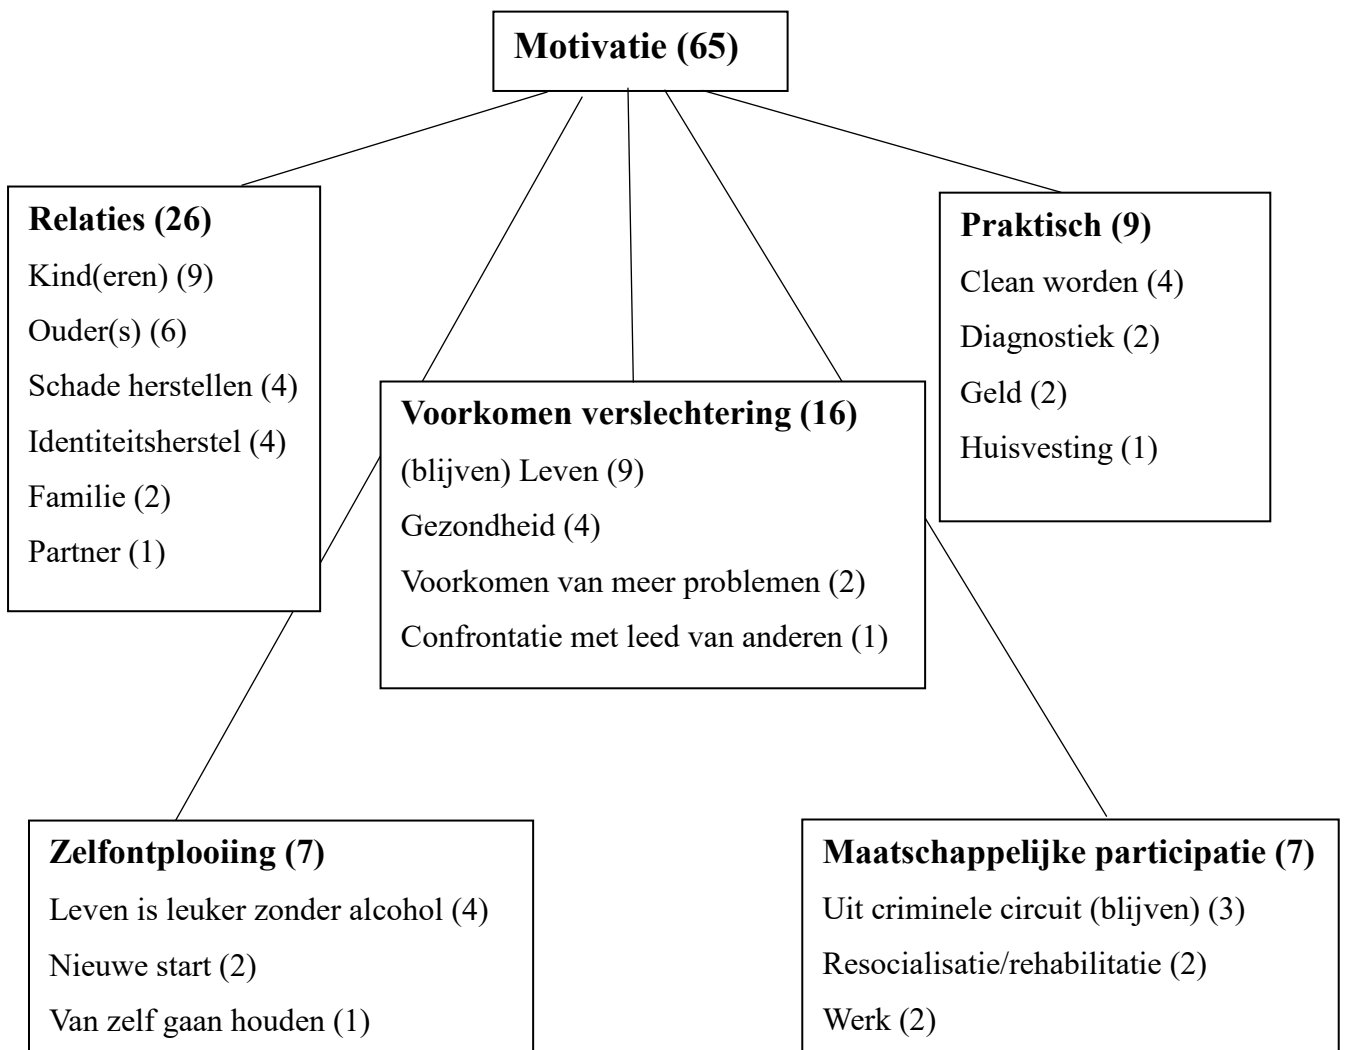 Motivatie (65)
Relaties (26)
Kind(eren) (9)
Ouder(s) (6)
Schade herstellen (4)
Identiteitsherstel (4)
Familie (2)
Partner (1)
Voorkomen verslechtering (16)
(blijven) Leven (9)
Gezondheid (4)
Voorkomen van meer problemen (2)
Confrontatie met leed van anderen (1)
Praktisch (9)
Clean worden (4)
Diagnostiek (2)
Geld (2)
Huisvesting (1)
Zelfontplooiing (7)
Leven is leuker zonder alcohol (4)
Nieuwe start (2)
Van zelf gaan houden (1)
Maatschappelijke participatie (7)
Uit criminele circuit (blijven) (3)
Resocialisatie/rehabilitatie (2)
Werk (2)